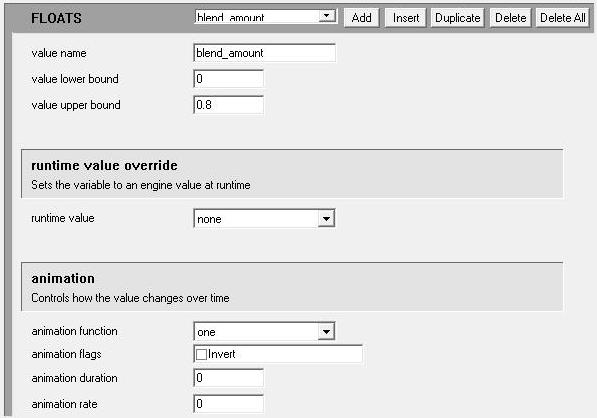 FLOATS blend_amount Add Insert Duplicate Delete Delete All
value name blend_amount
value lower bound 0
value upper bound 0.8
runtime value override
Sets the variable to an engine value at runtime
runtime value none
animation
Controls how the value changes over time
animation function one
animation flags Invert
animation duration 0
animation rate 0